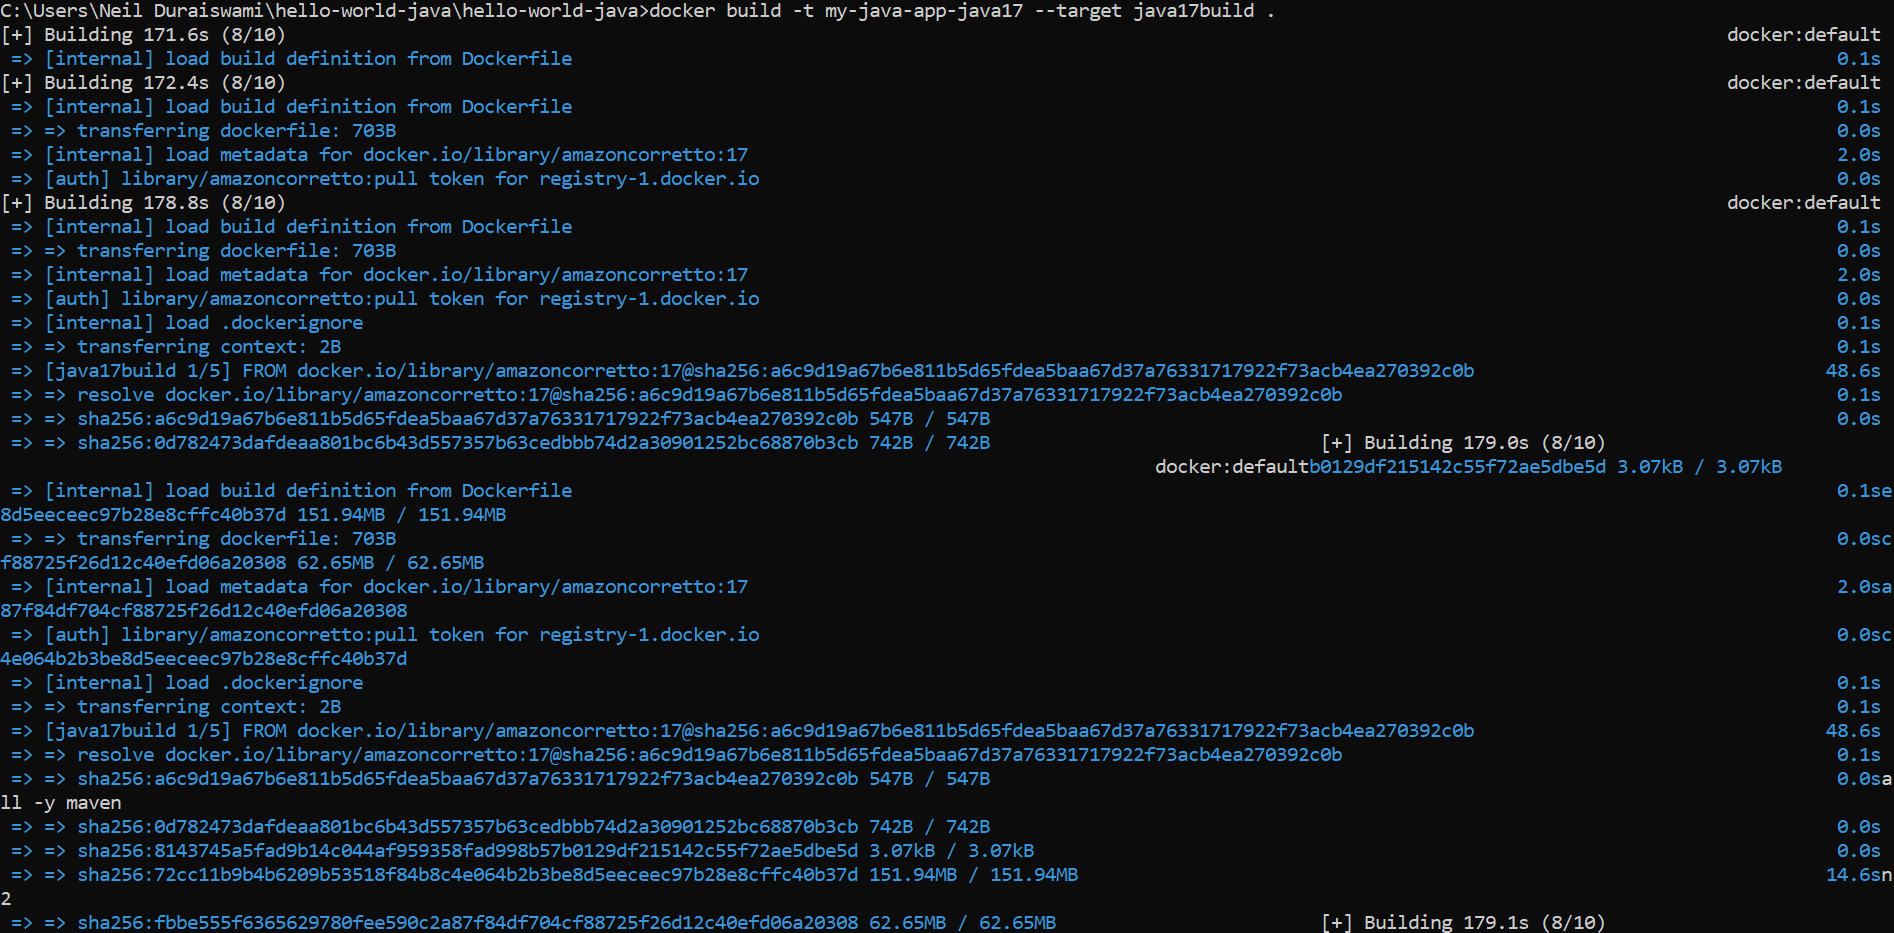 C:\Users\Neil Duraiswami\hello-world-java\hello-world-java>docker build -t my-java-app-java17 --target java17build .
[+] Building 171.6s (8/10) docker:default
=> [internal] load build definition from Dockerfile 0.1s
[+] Building 172.4s (8/10) docker:default
=> [internal] load build definition from Dockerfile 0.1s
=> => transferring dockerfile: 703B 0.0s
=> [internal] load metadata for docker.io/library/amazoncorretto:17 2.0s
=> [auth] library/amazoncorretto:pull token for registry-1.docker.io 0.0s
[+] Building 178.8s (8/10) docker:default
=> [internal] load build definition from Dockerfile 0.1s
=> => transferring dockerfile: 703B 0.0s
=> [internal] load metadata for docker.io/library/amazoncorretto:17 2.0s
=> [auth] library/amazoncorretto:pull token for registry-1.docker.io 0.0s
=> [internal] load .dockerignore 0.1s
=> => transferring context: 2B 0.1s
=> [java17build 1/5] FROM docker.io/library/amazoncorretto:17@sha256:a6c9d19a67b6e811b5d65fdea5baa67d37a76331717922f73acb4ea270392c0b 48.6s
=> => resolve docker.io/library/amazoncorretto:17@sha256:a6c9d19a67b6e811b5d65fdea5baa67d37a76331717922f73acb4ea270392c0b 0.1s
=> => sha256:a6c9d19a67b6e811b5d65fdea5baa67d37a76331717922f73acb4ea270392c0b 547B / 547B 0.0s
=> => sha256:0d782473dafdeaa801bc6b43d557357b63cedbbb74d2a30901252bc68870b3cb 742B / 742B [+] Building 179.0s (8/10)
docker:defaultb0129df215142c55f72ae5dbe5d 3.07kB / 3.07kB
=> [internal] load build definition from Dockerfile 0.1se
8d5eeceec97b28e8cffc40b37d 151.94MB / 151.94MB
=> => transferring dockerfile: 703B 0.0sc
f88725f26d12c40efd06a20308 62.65MB / 62.65MB
=> [internal] load metadata for docker.io/library/amazoncorretto:17 2.0sa
87f84df704cf88725f26d12c40efd06a20308
=> [auth] library/amazoncorretto:pull token for registry-1.docker.io 0.0sc
4e064b2b3be8d5eeceec97b28e8cffc40b37d
=> [internal] load .dockerignore 0.1s
=> => transferring context: 2B 0.1s
=> [java17build 1/5] FROM docker.io/library/amazoncorretto:17@sha256:a6c9d19a67b6e811b5d65fdea5baa67d37a76331717922f73acb4ea270392c0b 48.6s
=> => resolve docker.io/library/amazoncorretto:17@sha256:a6c9d19a67b6e811b5d65fdea5baa67d37a76331717922f73acb4ea270392c0b 0.1s
=> => sha256:a6c9d19a67b6e811b5d65fdea5baa67d37a76331717922f73acb4ea270392c0b 547B / 547B 0.0sa
ll -y maven
=> => sha256:0d782473dafdeaa801bc6b43d557357b63cedbbb74d2a30901252bc68870b3cb 742B / 742B 0.0s
=> => sha256:8143745a5fad9b14c044af959358fad998b57b0129df215142c55f72ae5dbe5d 3.07kB / 3.07kB 0.0s
=> => sha256:72cc11b9b4b6209b53518f84b8c4e064b2b3be8d5eeceec97b28e8cffc40b37d 151.94MB / 151.94MB 14.6sn
2
=> => sha256:fbbe555f6365629780fee590c2a87f84df704cf88725f26d12c40efd06a20308 62.65MB / 62.65MB [+] Building 179.1s (8/10)